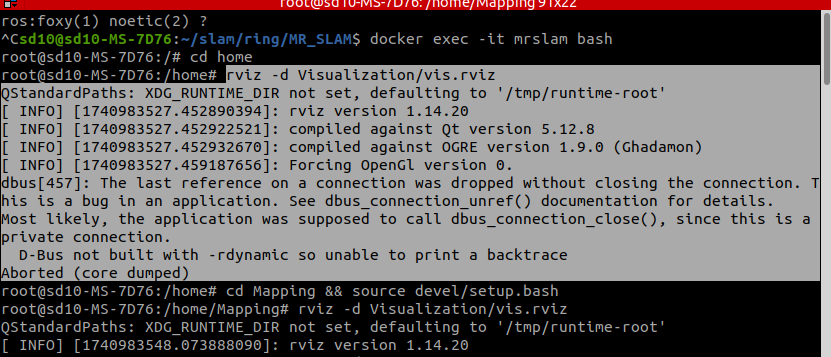 root@sd10-MS-7D76: /home/Mapping 91x22
ros:foxy(1) noetic(2) ?
^Csd10@sd10-MS-7D76:~/slam/ring/MR_SLAM$ docker exec -it mrslam bash
root@sd10-MS-7D76:/# cd home
root@sd10-MS-7D76:/home# rviz -d Visualization/vis.rviz
QStandardPaths: XDG_RUNTIME_DIR not set, defaulting to '/tmp/runtime-root'
[ INFO] [1740983527.452890394]: rviz version 1.14.20
[ INFO] [1740983527.452922521]: compiled against Qt version 5.12.8
[ INFO] [1740983527.452932670]: compiled against OGRE version 1.9.0 (Ghadamon)
[ INFO] [1740983527.459187656]: Forcing OpenGl version 0.
dbus[457]: The last reference on a connection was dropped without closing the connection. T
his is a bug in an application. See dbus_connection_unref() documentation for details.
Most likely, the application was supposed to call dbus_connection_close(), since this is a
private connection.
  D-Bus not built with -rdynamic so unable to print a backtrace
Aborted (core dumped)
root@sd10-MS-7D76:/home# cd Mapping && source devel/setup.bash
root@sd10-MS-7D76:/home/Mapping# rviz -d Visualization/vis.rviz
QStandardPaths: XDG_RUNTIME_DIR not set, defaulting to '/tmp/runtime-root'
[ INFO] [1740983548.073888090]: rviz version 1.14.20